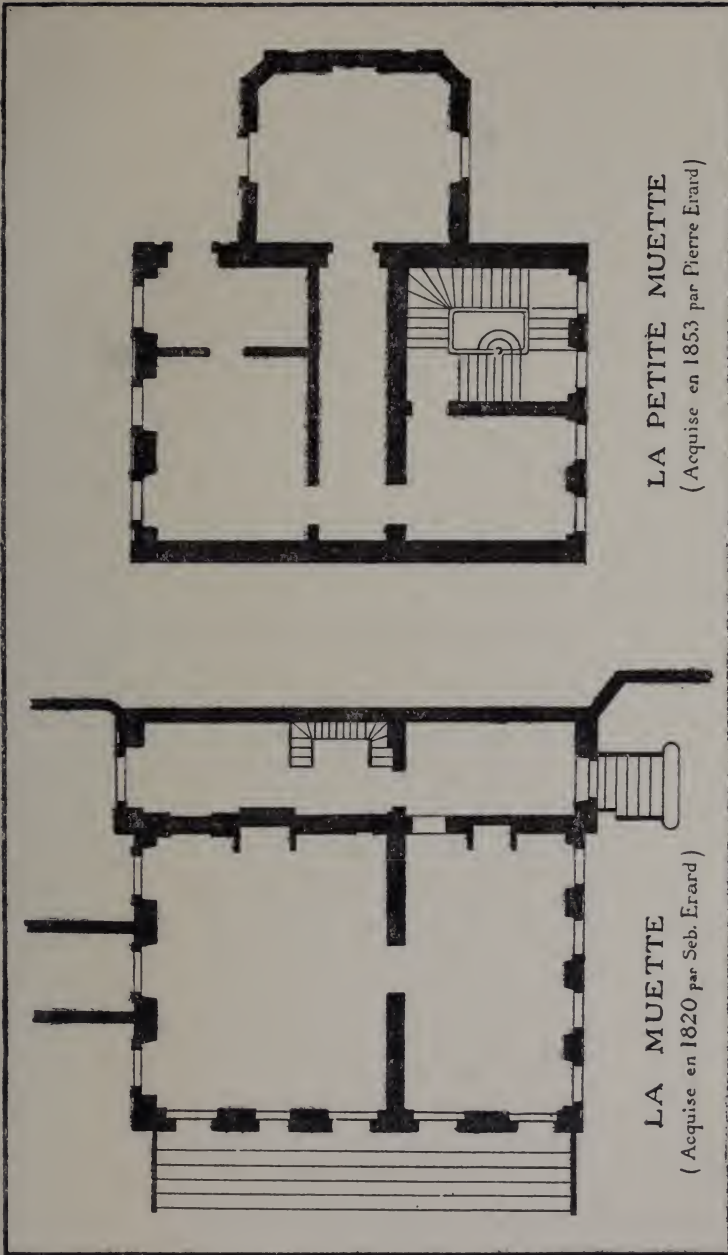 LA MUETTE
(Acquise en 1820 par Seb. Erard)
LA PETITE MUETTE
(Acquise en 1853 par Pierre Erard)